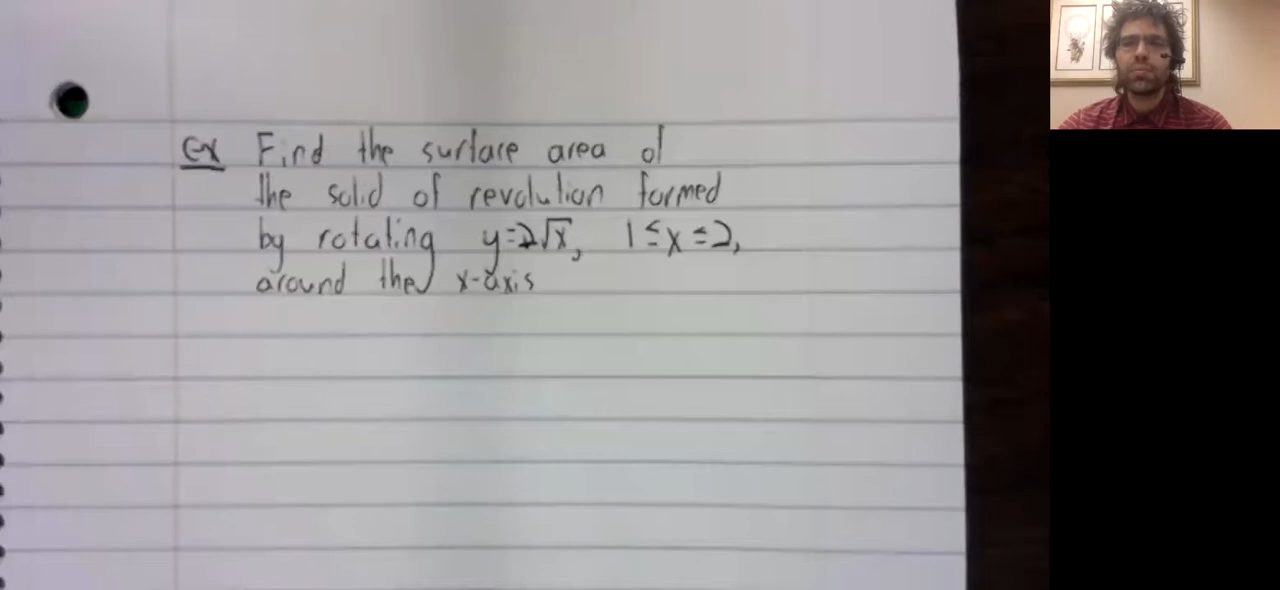 ex Find the surface area of
the solid of revolution formed
by rotating y=2√x, 1≤x≤2,
around the x-axis